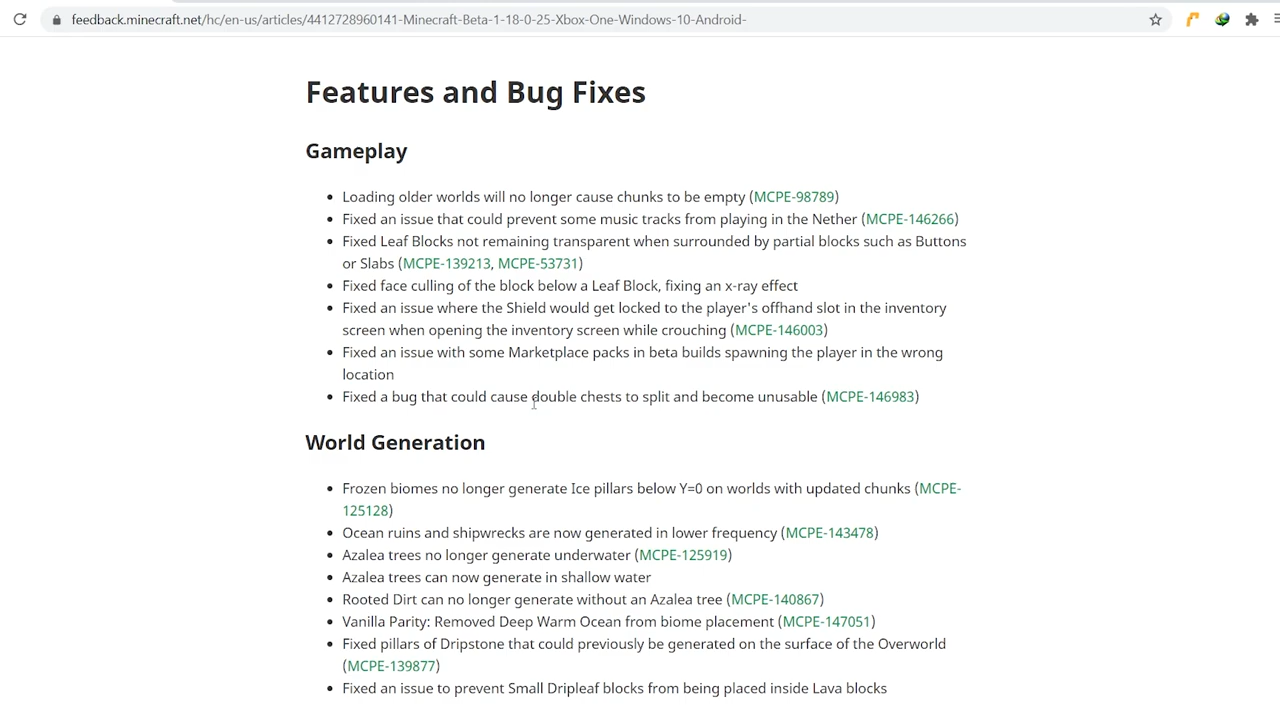 feedback.minecraft.net/hc/en-us/articles/4412728960141-Minecraft-Beta-1-18-0-25-Xbox-One-Windows-10-Android-
Features and Bug Fixes
Gameplay
• Loading older worlds will no longer cause chunks to be empty (MCPE-98789)
• Fixed an issue that could prevent some music tracks from playing in the Nether (MCPE-146266)
• Fixed Leaf Blocks not remaining transparent when surrounded by partial blocks such as Buttons
or Slabs (MCPE-139213, MCPE-53731)
• Fixed face culling of the block below a Leaf Block, fixing an x-ray effect
• Fixed an issue where the Shield would get locked to the player's offhand slot in the inventory
screen when opening the inventory screen while crouching (MCPE-146003)
• Fixed an issue with some Marketplace packs in beta builds spawning the player in the wrong
location
• Fixed a bug that could cause double chests to split and become unusable (MCPE-146983)
World Generation
• Frozen biomes no longer generate Ice pillars below Y=0 on worlds with updated chunks (MCPE-
125128)
• Ocean ruins and shipwrecks are now generated in lower frequency (MCPE-143478)
• Azalea trees no longer generate underwater (MCPE-125919)
• Azalea trees can now generate in shallow water
• Rooted Dirt can no longer generate without an Azalea tree (MCPE-140867)
• Vanilla Parity: Removed Deep Warm Ocean from biome placement (MCPE-147051)
• Fixed pillars of Dripstone that could previously be generated on the surface of the Overworld
(MCPE-139877)
• Fixed an issue to prevent Small Dripleaf blocks from being placed inside Lava blocks